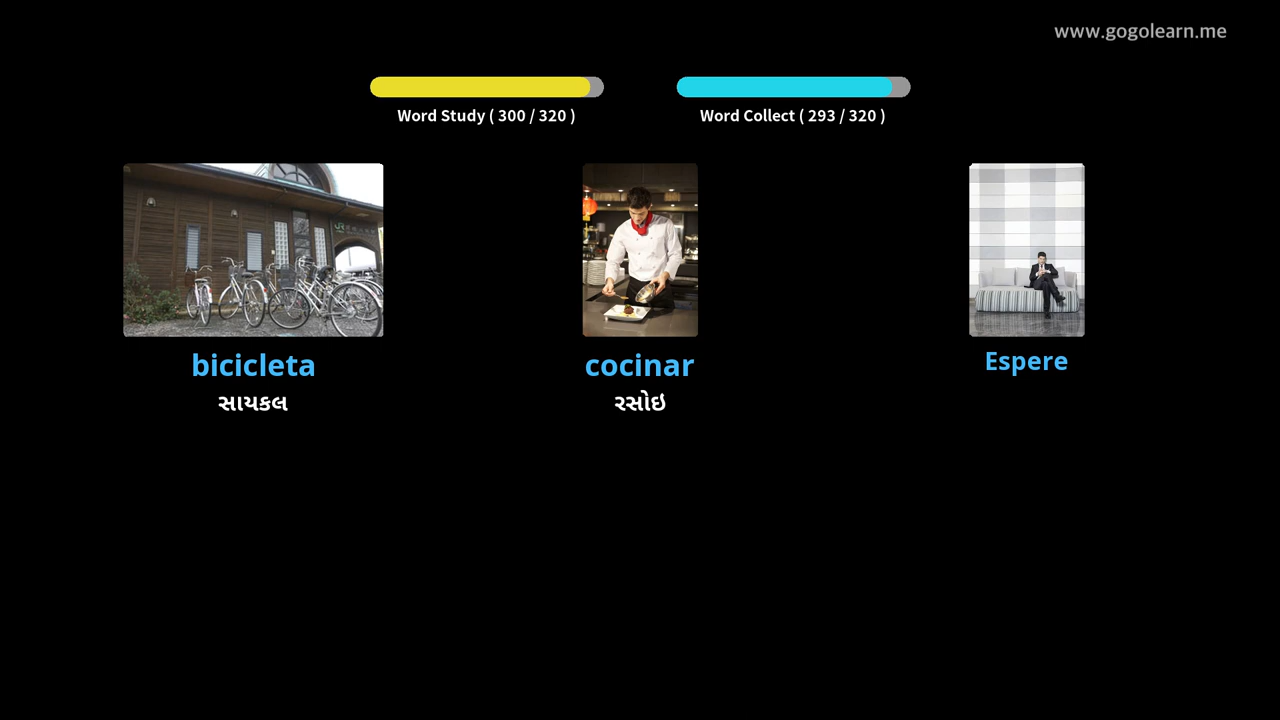 www.gogolearn.me
Word Study ( 300 / 320 )
Word Collect ( 293 / 320 )
bicicleta
cocinar
Espere
સાયકલ
રસોઇ